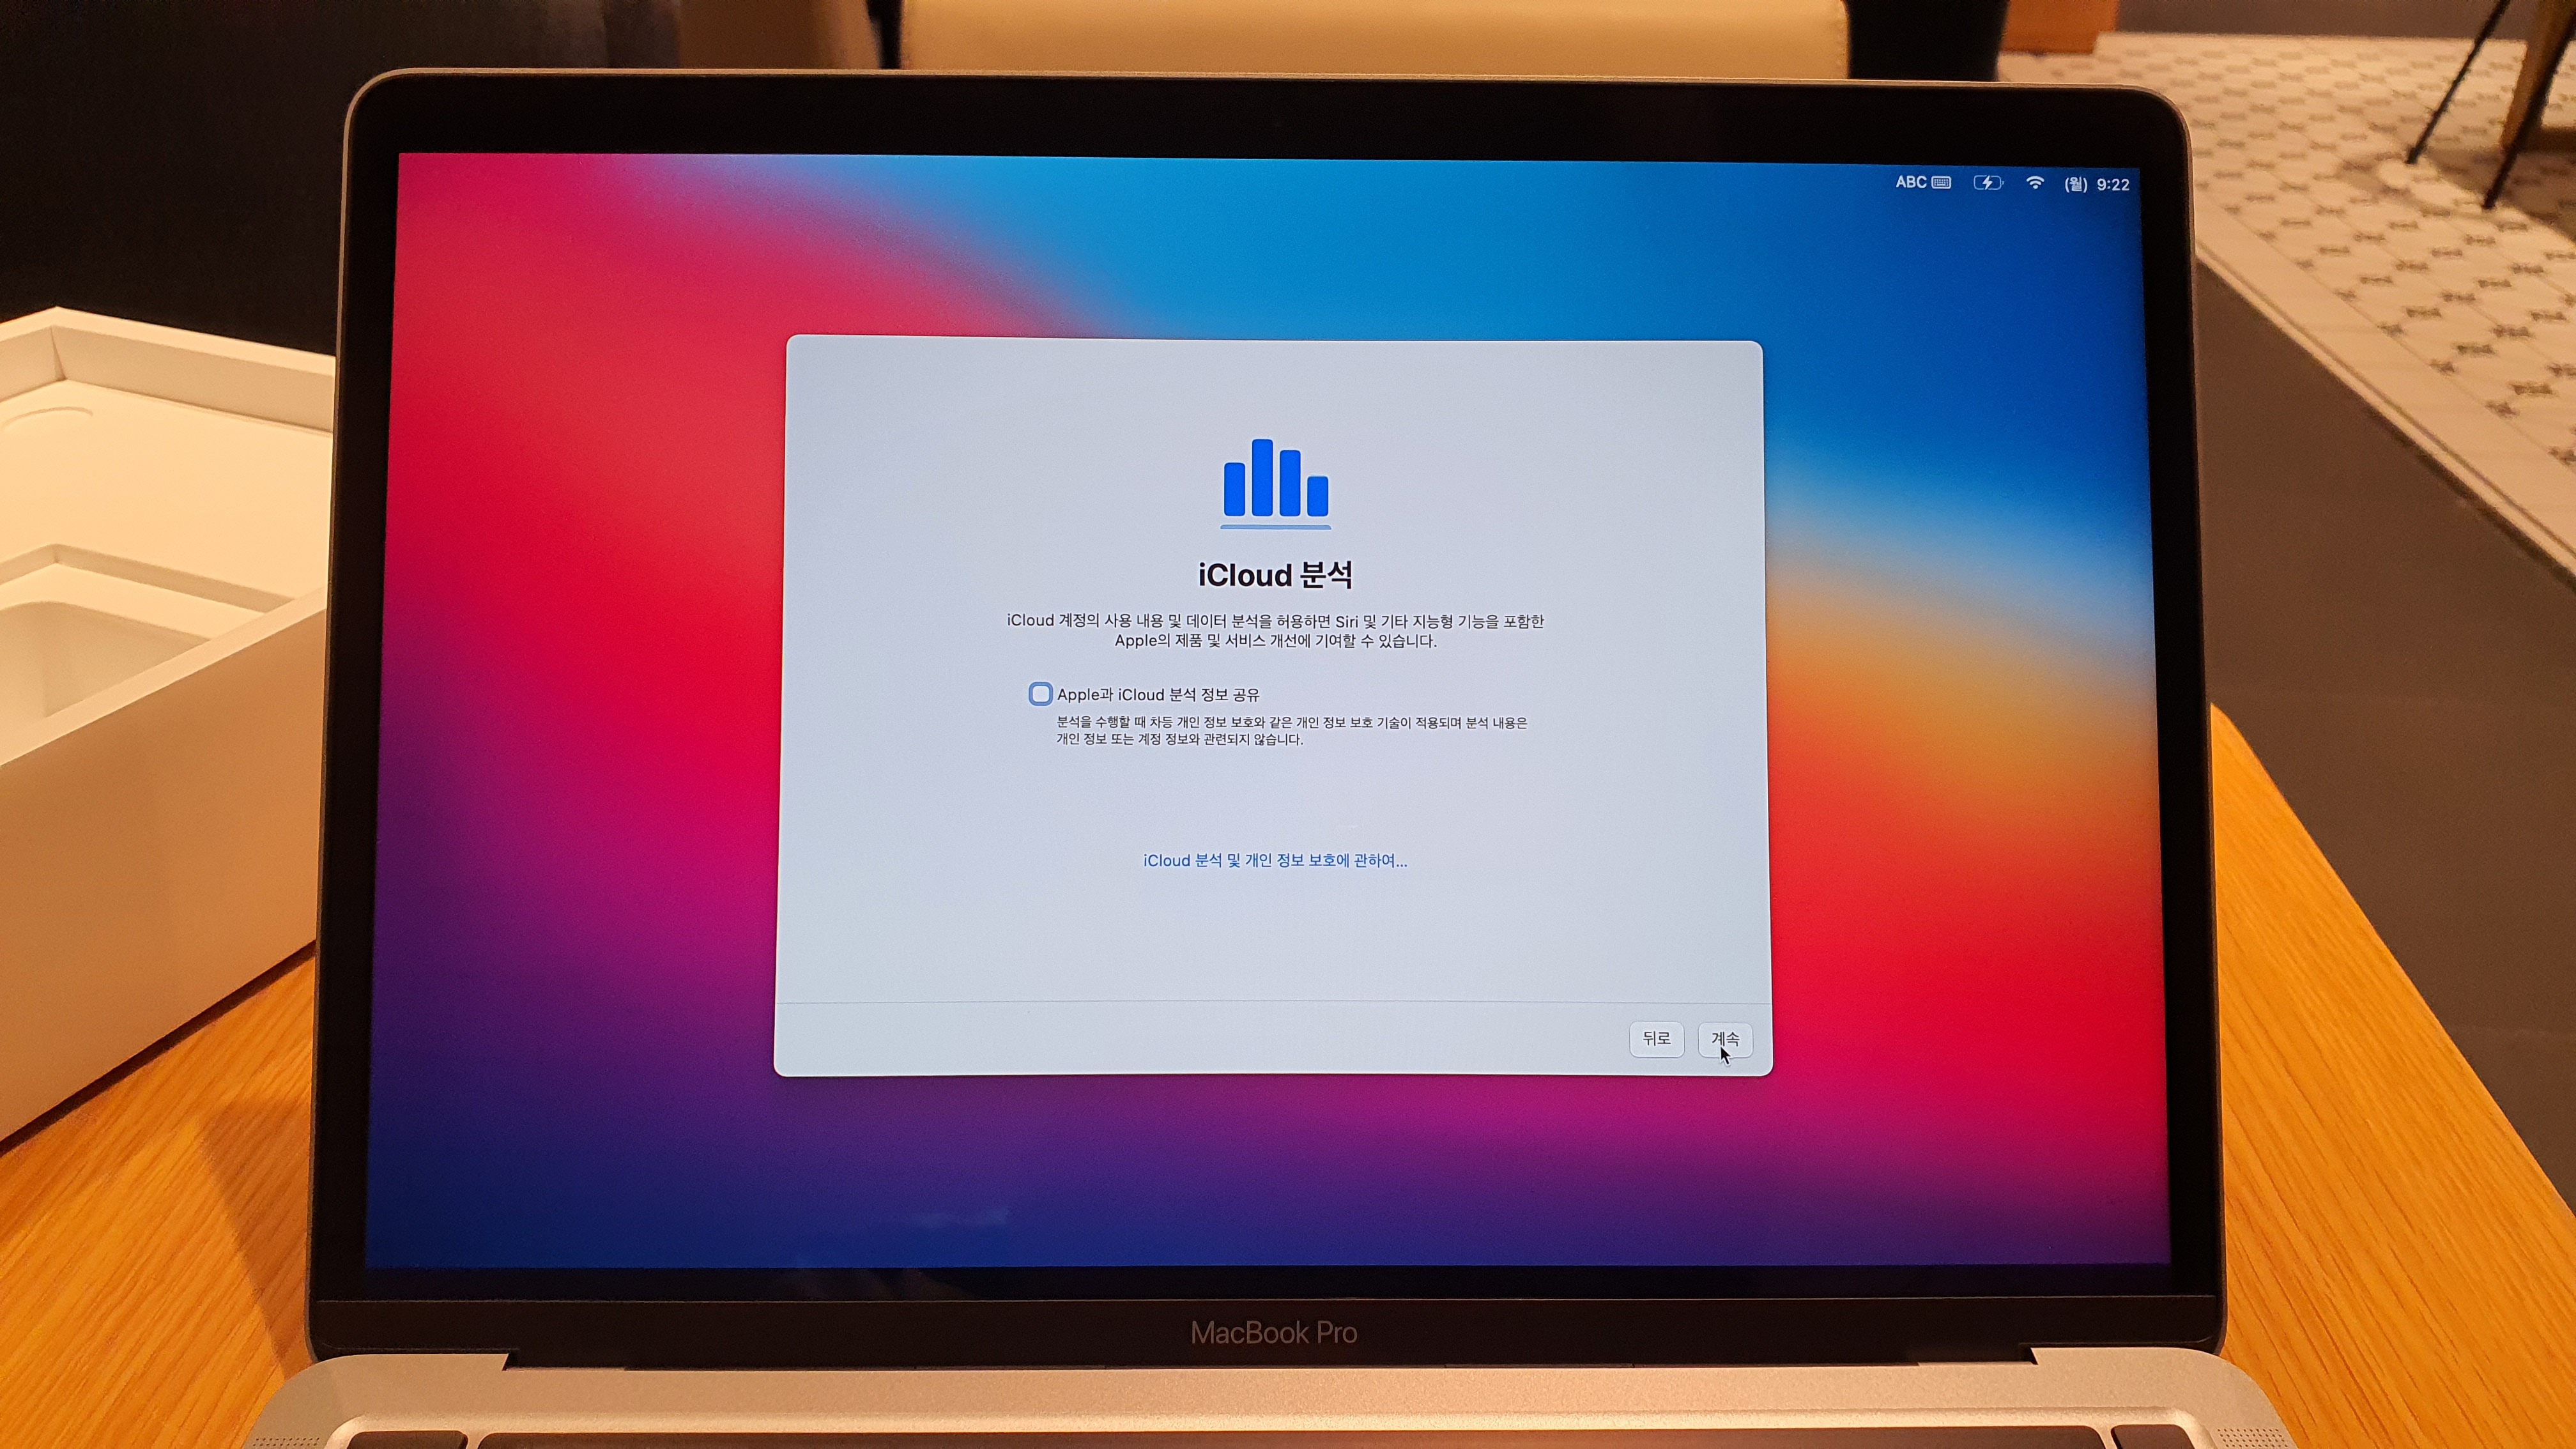 ABC (월) 9:22
iCloud 분석
iCloud 계정의 사용 내용 및 데이터 분석을 허용하면 Siri 및 기타 지능형 기능을 포함한
Apple의 제품 및 서비스 개선에 기여할 수 있습니다.
Apple과 iCloud 분석 정보 공유
분석을 수행할 때 차등 개인 정보 보호와 같은 개인 정보 보호 기술이 적용되며 분석 내용은
개인 정보 또는 계정 정보와 관련되지 않습니다.
iCloud 분석 및 개인 정보 보호에 관하여...
뒤로 계속
MacBook Pro